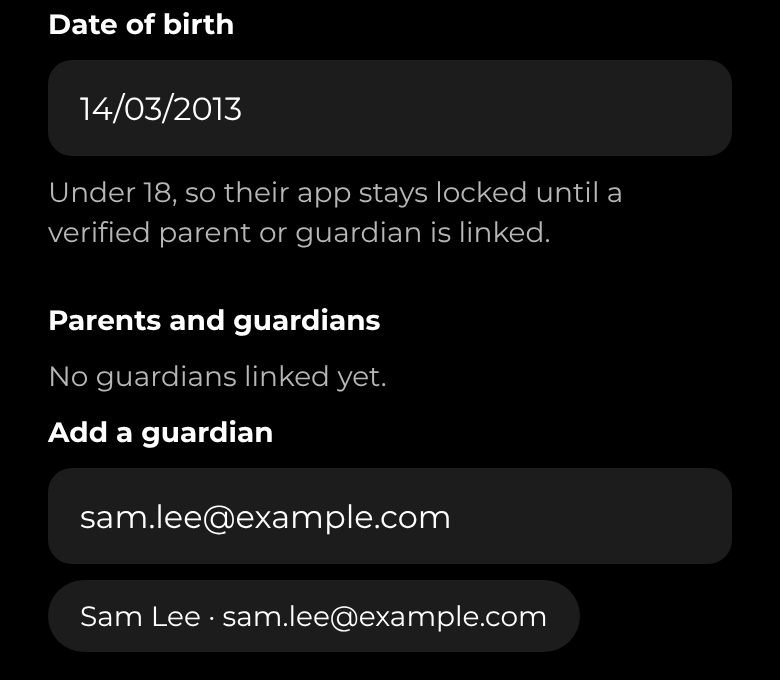 Date of birth
14/03/2013
Under 18, so their app stays locked until a
verified parent or guardian is linked.
Parents and guardians
No guardians linked yet.
Add a guardian
sam.lee@example.com
Sam Lee · sam.lee@example.com